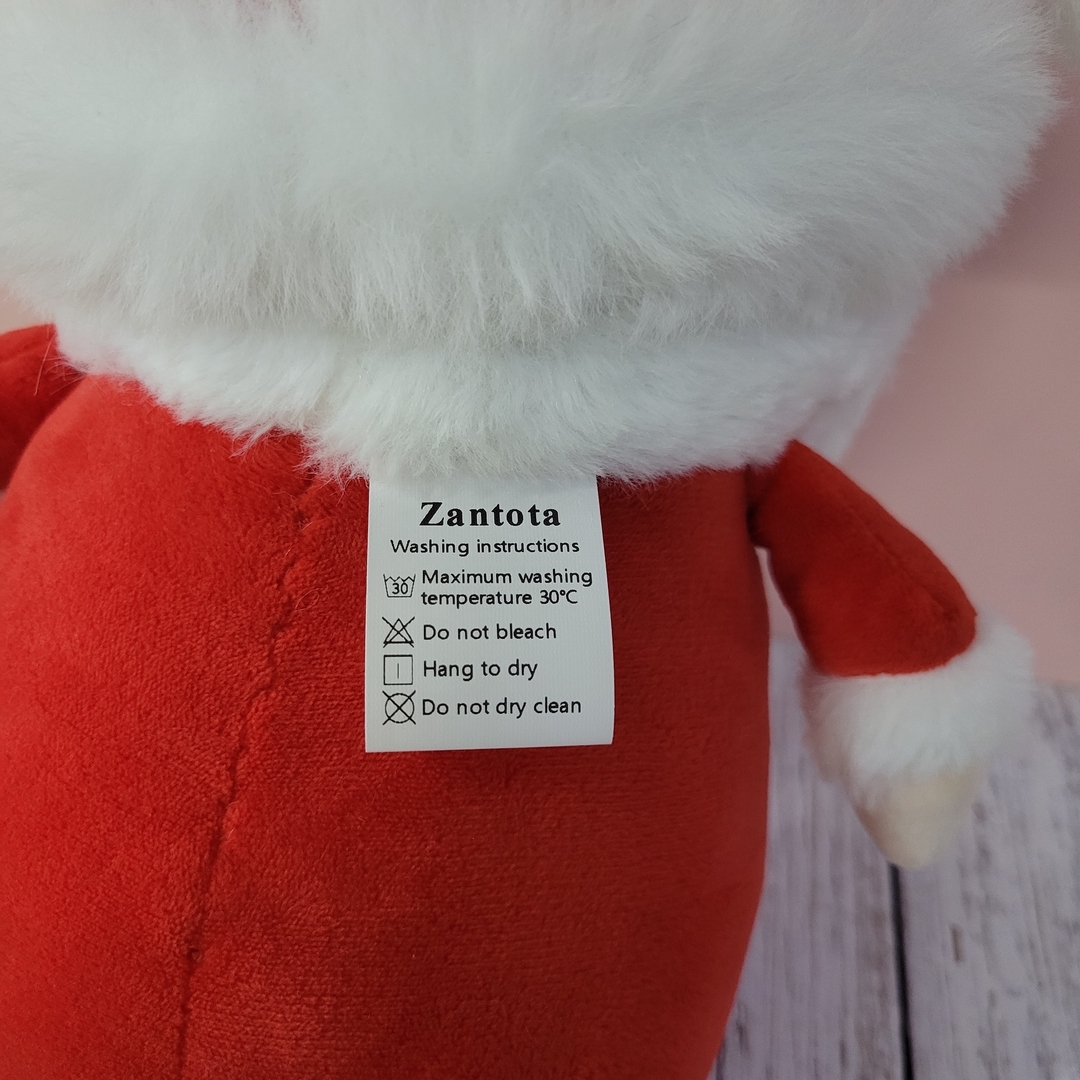 Zantota
Washing instructions
30 Maximum washing
temperature 30°C
Do not bleach
Hang to dry
Do not dry clean